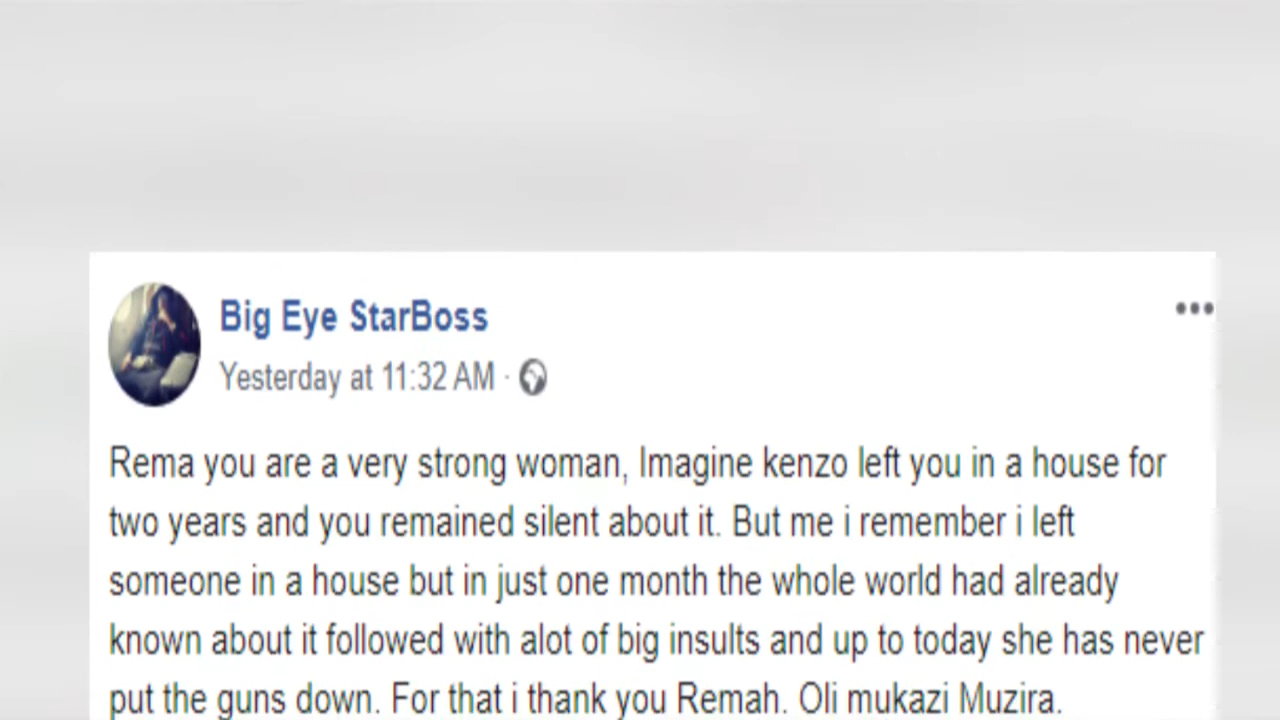 Big Eye StarBoss
Yesterday at 11:32 AM ·
Rema you are a very strong woman, Imagine kenzo left you in a house for
two years and you remained silent about it. But me i remember i left
someone in a house but in just one month the whole world had already
known about it followed with alot of big insults and up to today she has never
put the guns down. For that i thank you Remah. Oli mukazi Muzira.